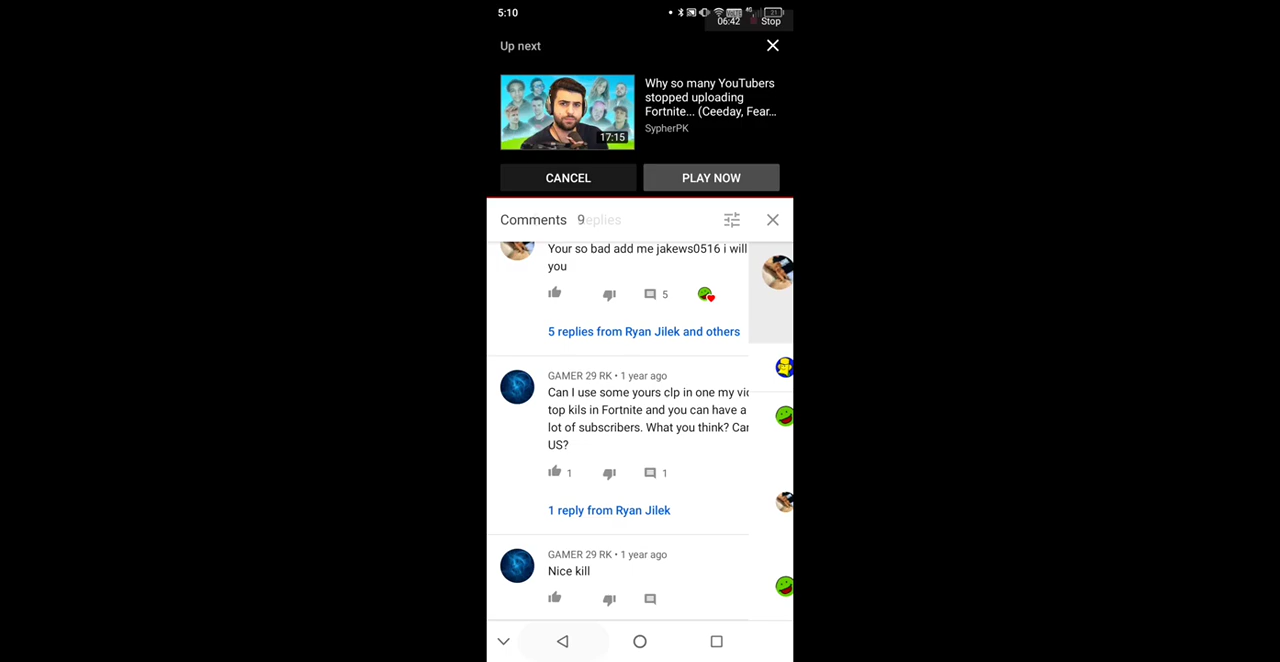 5:10
4G
21
06:42 Stop
Up next
Why so many YouTubers
stopped uploading
Fortnite... (Ceeday, Fear...
17:15
SypherPK
CANCEL
PLAY NOW
Comments 9
Replies
Your so bad add me jakews0516 i will
you
5
5 replies from Ryan Jilek and others
GAMER 29 RK • 1 year ago
Can I use some yours clp in one my vi
top kils in Fortnite and you can have a
lot of subscribers. What you think? Can
US?
1
1
1 reply from Ryan Jilek
GAMER 29 RK • 1 year ago
Nice kill